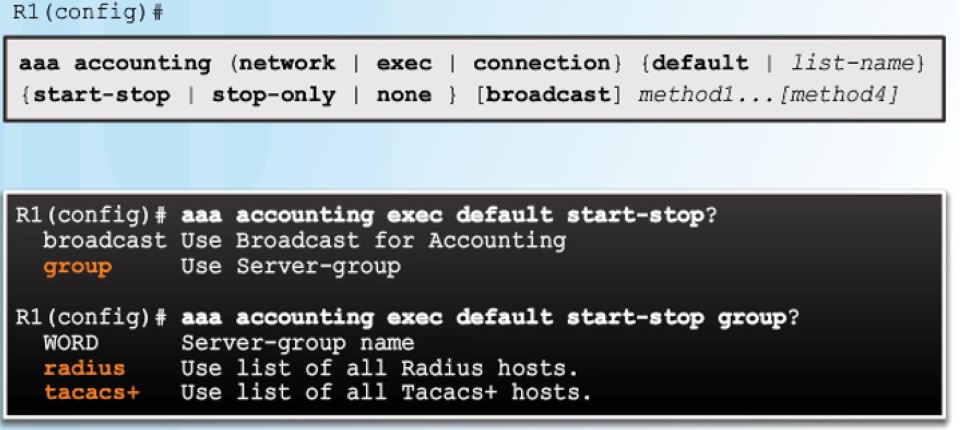 R1(config)#
aaa accounting (network | exec | connection} {default | list-name}
{start-stop | stop-only | none } [broadcast] method1...[method4]
R1(config)# aaa accounting exec default start-stop?
broadcast Use Broadcast for Accounting
group Use Server-group
R1(config)# aaa accounting exec default start-stop group?
WORD Server-group name
radius Use list of all Radius hosts.
tacacs+ Use list of all Tacacs+ hosts.